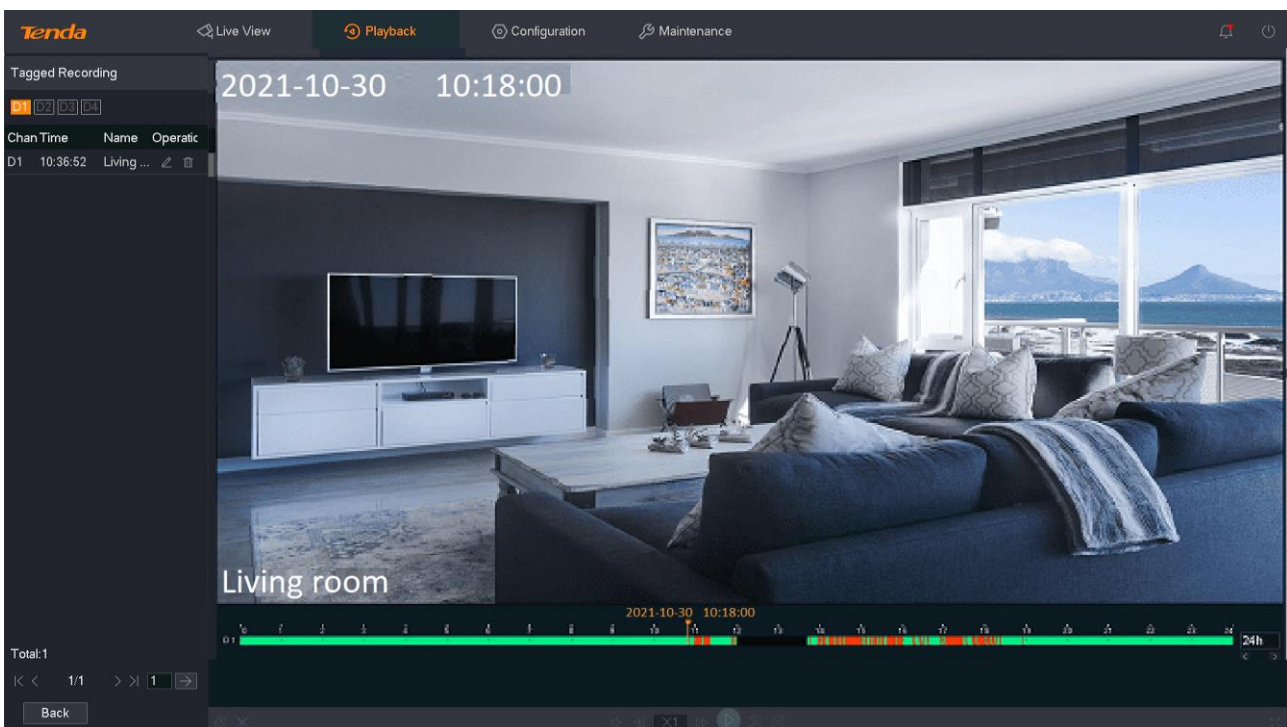 Tenda
Live View
Playback
Configuration
Maintenance
Tagged Recording
D1 D2 D3 D4
Chan Time Name Operatic
D1 10:36:52 Living ...
2021-10-30 10:18:00
Living room
2021-10-30 10:18:00
D1
24h
Total:1
1/1
1
Back
X1